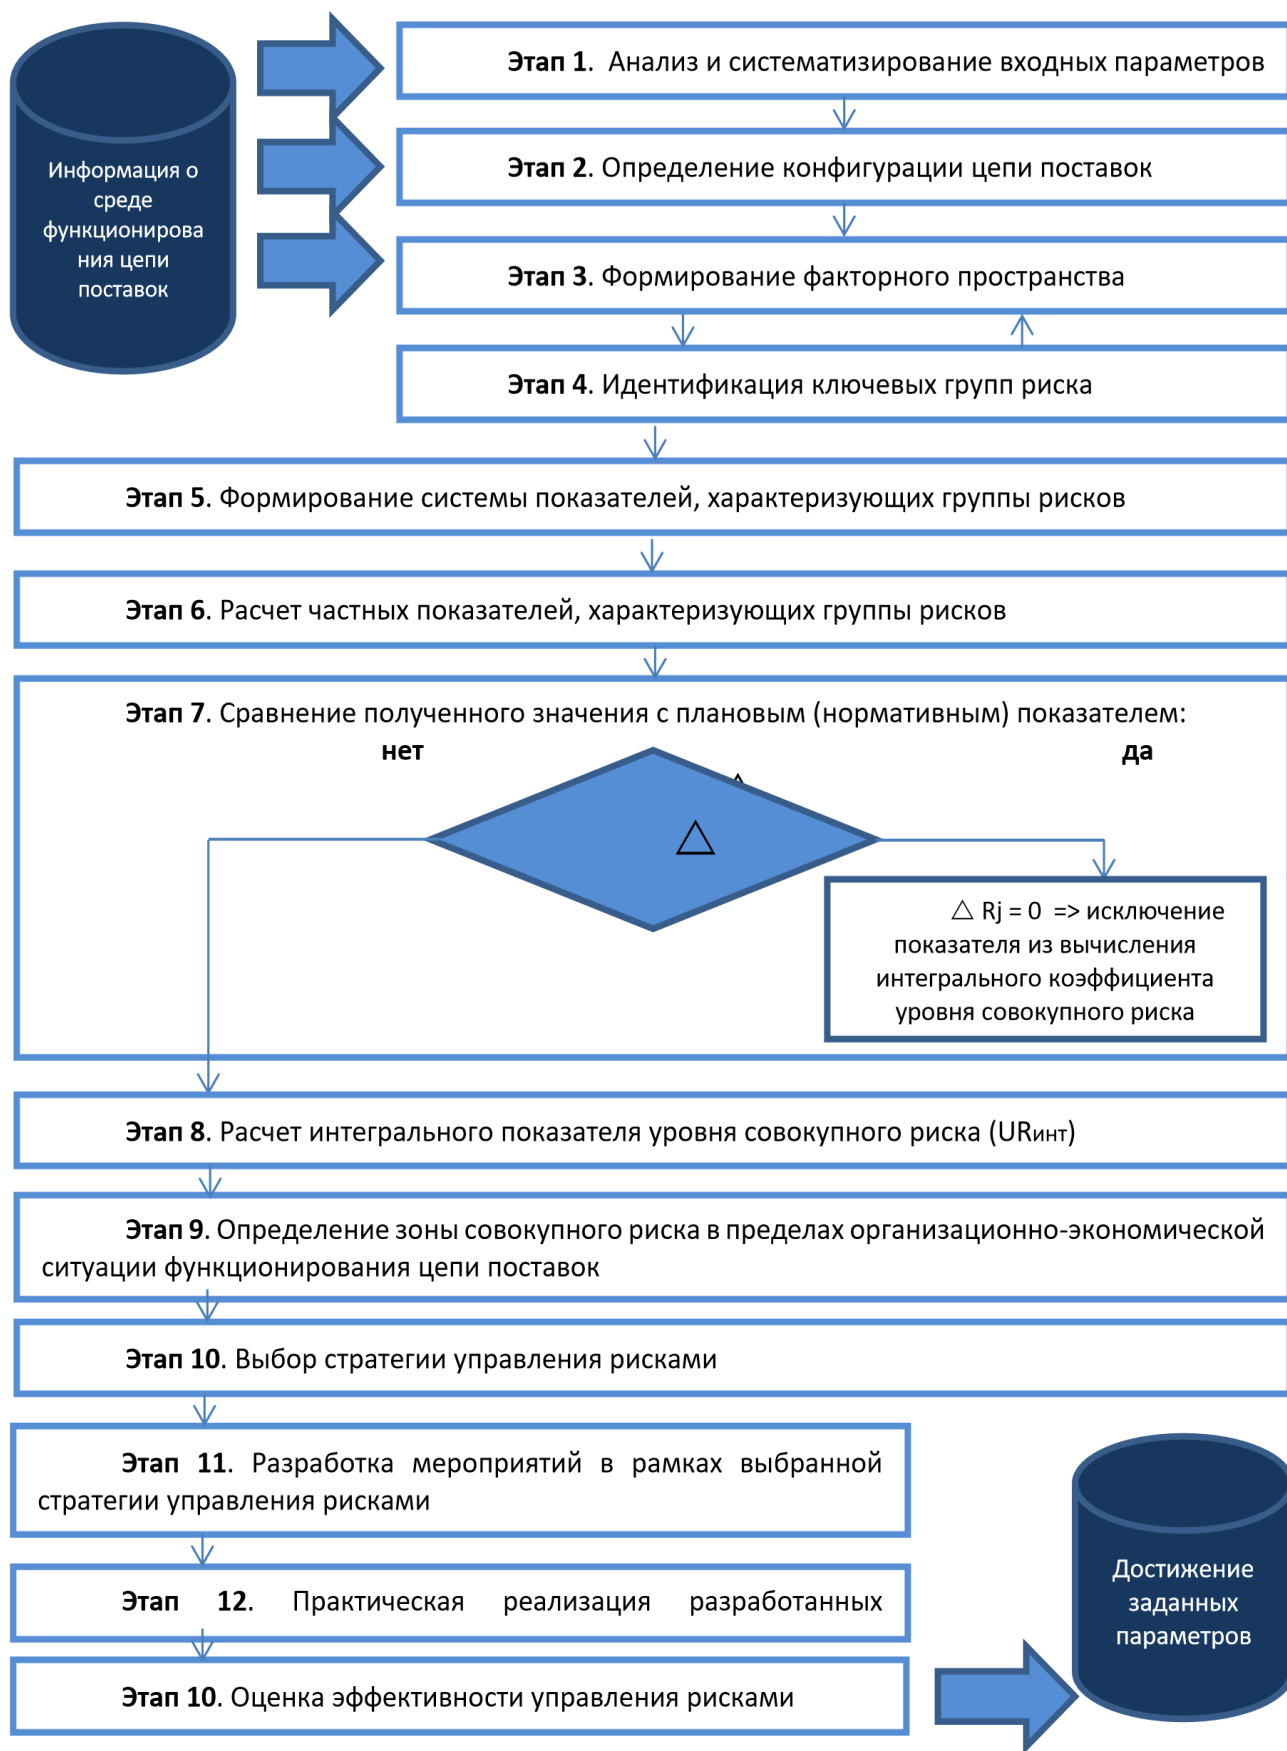 Информация о
среде
функционирова
ния цепи
поставок
Этап 1. Анализ и систематизирование входных параметров
Этап 2. Определение конфигурации цепи поставок
Этап 3. Формирование факторного пространства
Этап 4. Идентификация ключевых групп риска
Этап 5. Формирование системы показателей, характеризующих группы рисков
Этап 6. Расчет частных показателей, характеризующих группы рисков
Этап 7. Сравнение полученного значения с плановым (нормативным) показателем:
нет да
△
△ Rj = 0 => исключение
показателя из вычисления
интегрального коэффициента
уровня совокупного риска
Этап 8. Расчет интегрального показателя уровня совокупного риска (URинт)
Этап 9. Определение зоны совокупного риска в пределах организационно-экономической
ситуации функционирования цепи поставок
Этап 10. Выбор стратегии управления рисками
Этап 11. Разработка мероприятий в рамках выбранной
стратегии управления рисками
Этап 12. Практическая реализация разработанных
Этап 10. Оценка эффективности управления рисками
Достижение
заданных
параметров